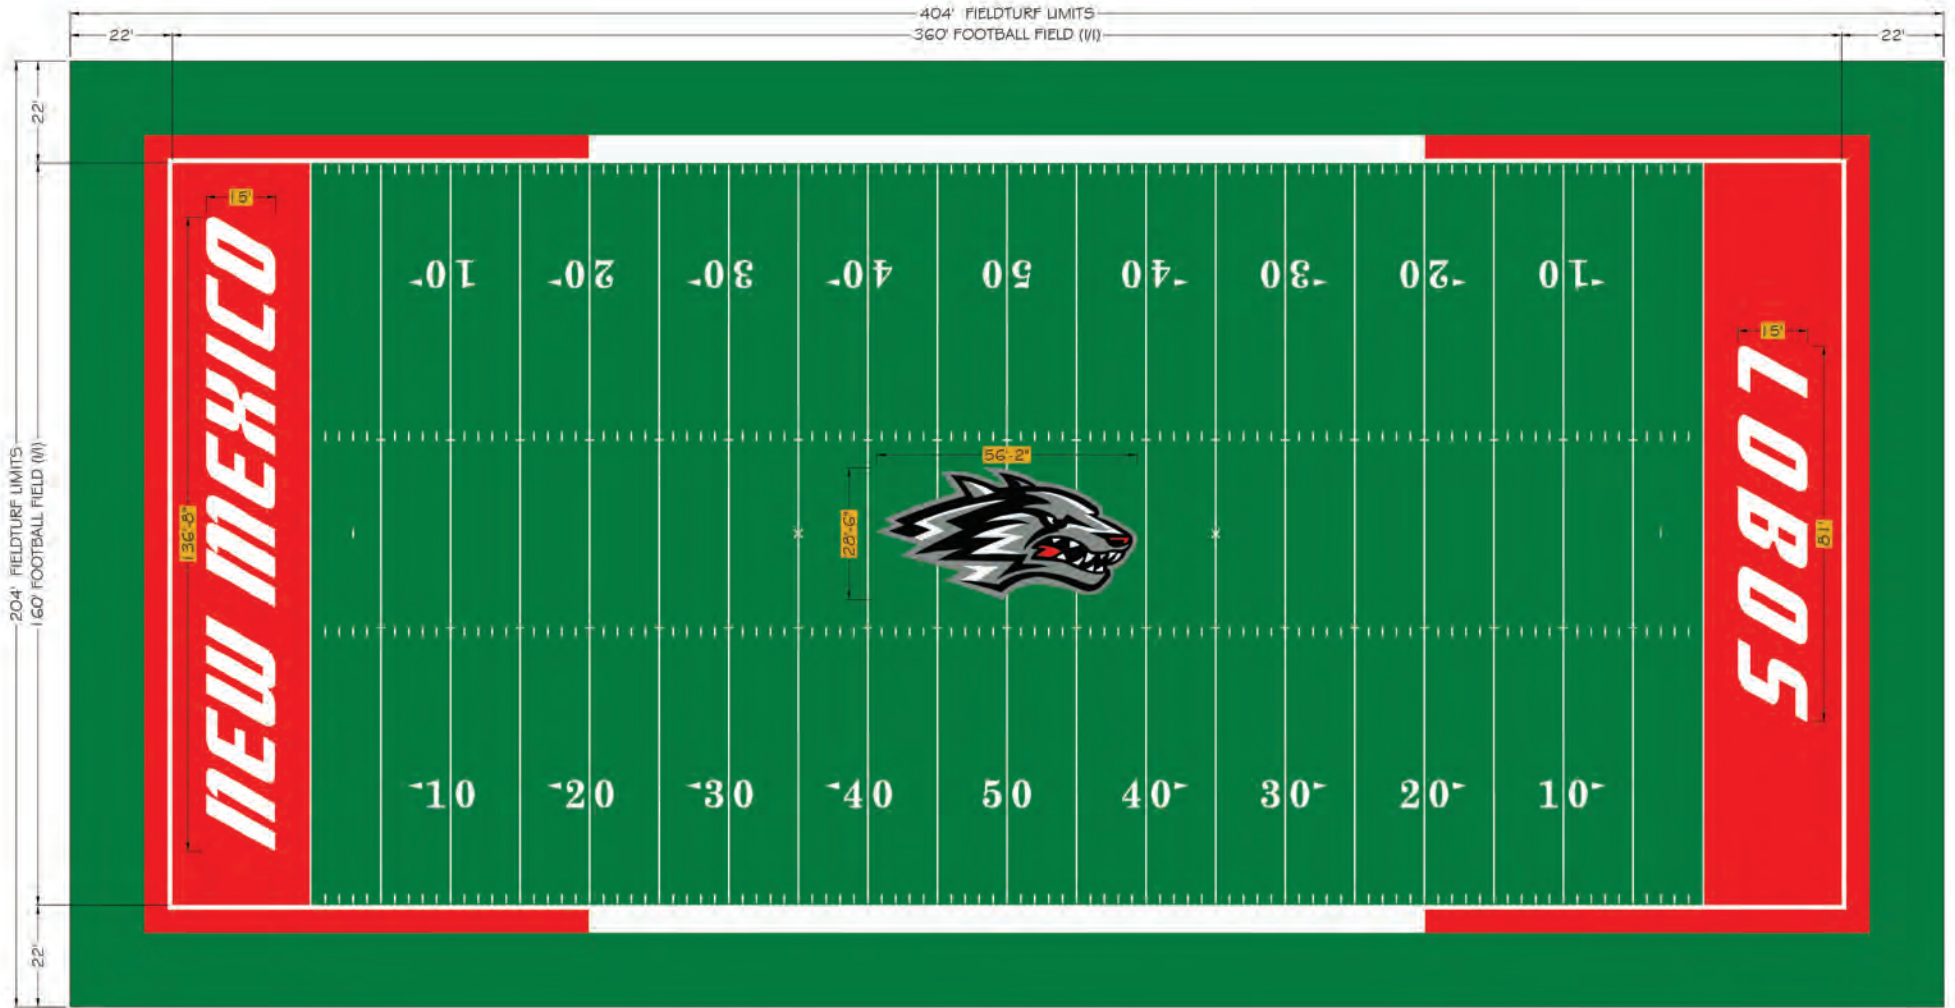 404' FIELDTURF LIMITS
22'
360' FOOTBALL FIELD (I/I)
22'
22'
204' FIELDTURF LIMITS
160' FOOTBALL FIELD (I/I)
22'
15'
136'-8"
NEW MEXICO
10 20 30 40 50 40 30 20 10
56'-2"
28'-6"
10 20 30 40 50 40 30 20 10
15'
81'
LOBOS